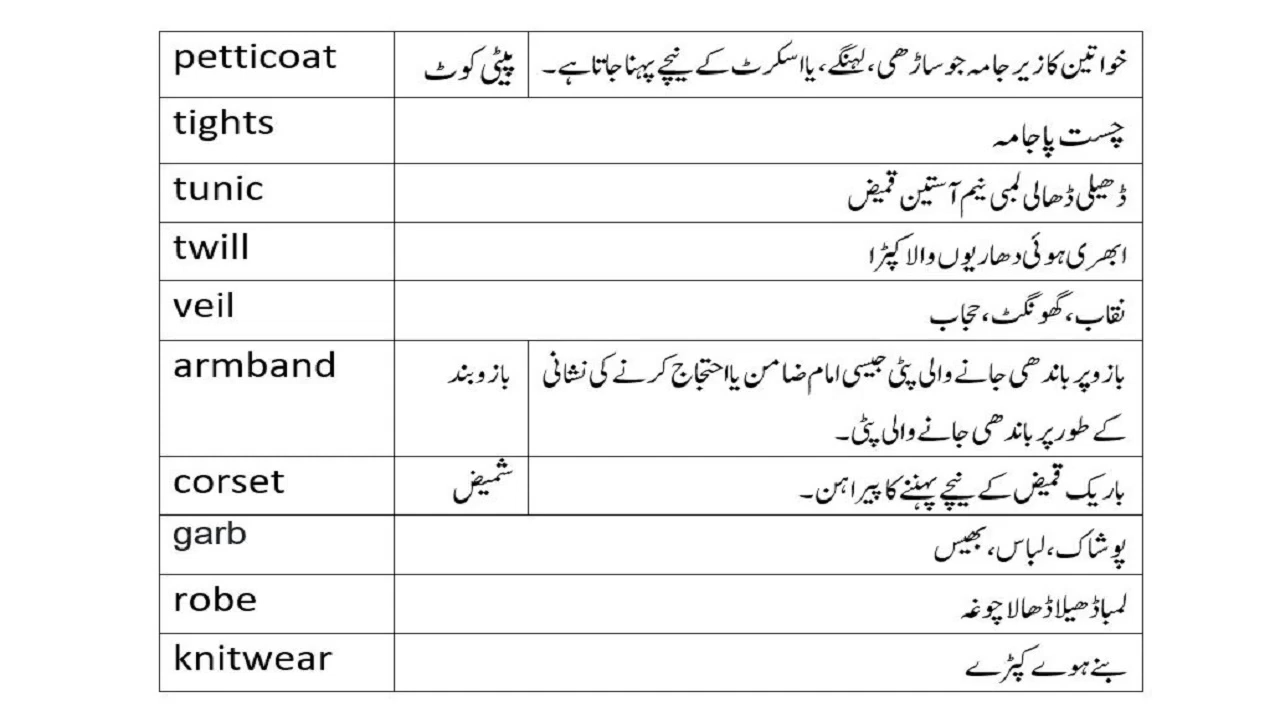 petticoat پیٹی کوٹ خواتین کا زیر جامہ جو ساڑھی، لہنگے، یا اسکرٹ کے نیچے پہنا جاتا ہے۔
tights چست پاجامہ
tunic ڈھیلی ڈھالی لمبی نیم آستین قمیض
twill ابھری ہوئی دھاریوں والا کپڑا
veil نقاب، گھونگٹ، حجاب
armband بازوبند بازو پر باندھی جانے والی پٹی جیسی امام ضامن یا احتجاج کرنے کی نشانی
کے طور پر باندھی جانے والی پٹی۔
corset شمیض باریک قمیض کے نیچے پہننے کا پیراہن۔
garb پوشاک، لباس، بھیس
robe لمبا ڈھیلا ڈھالا چوغہ
knitwear بنے ہوے کپڑے